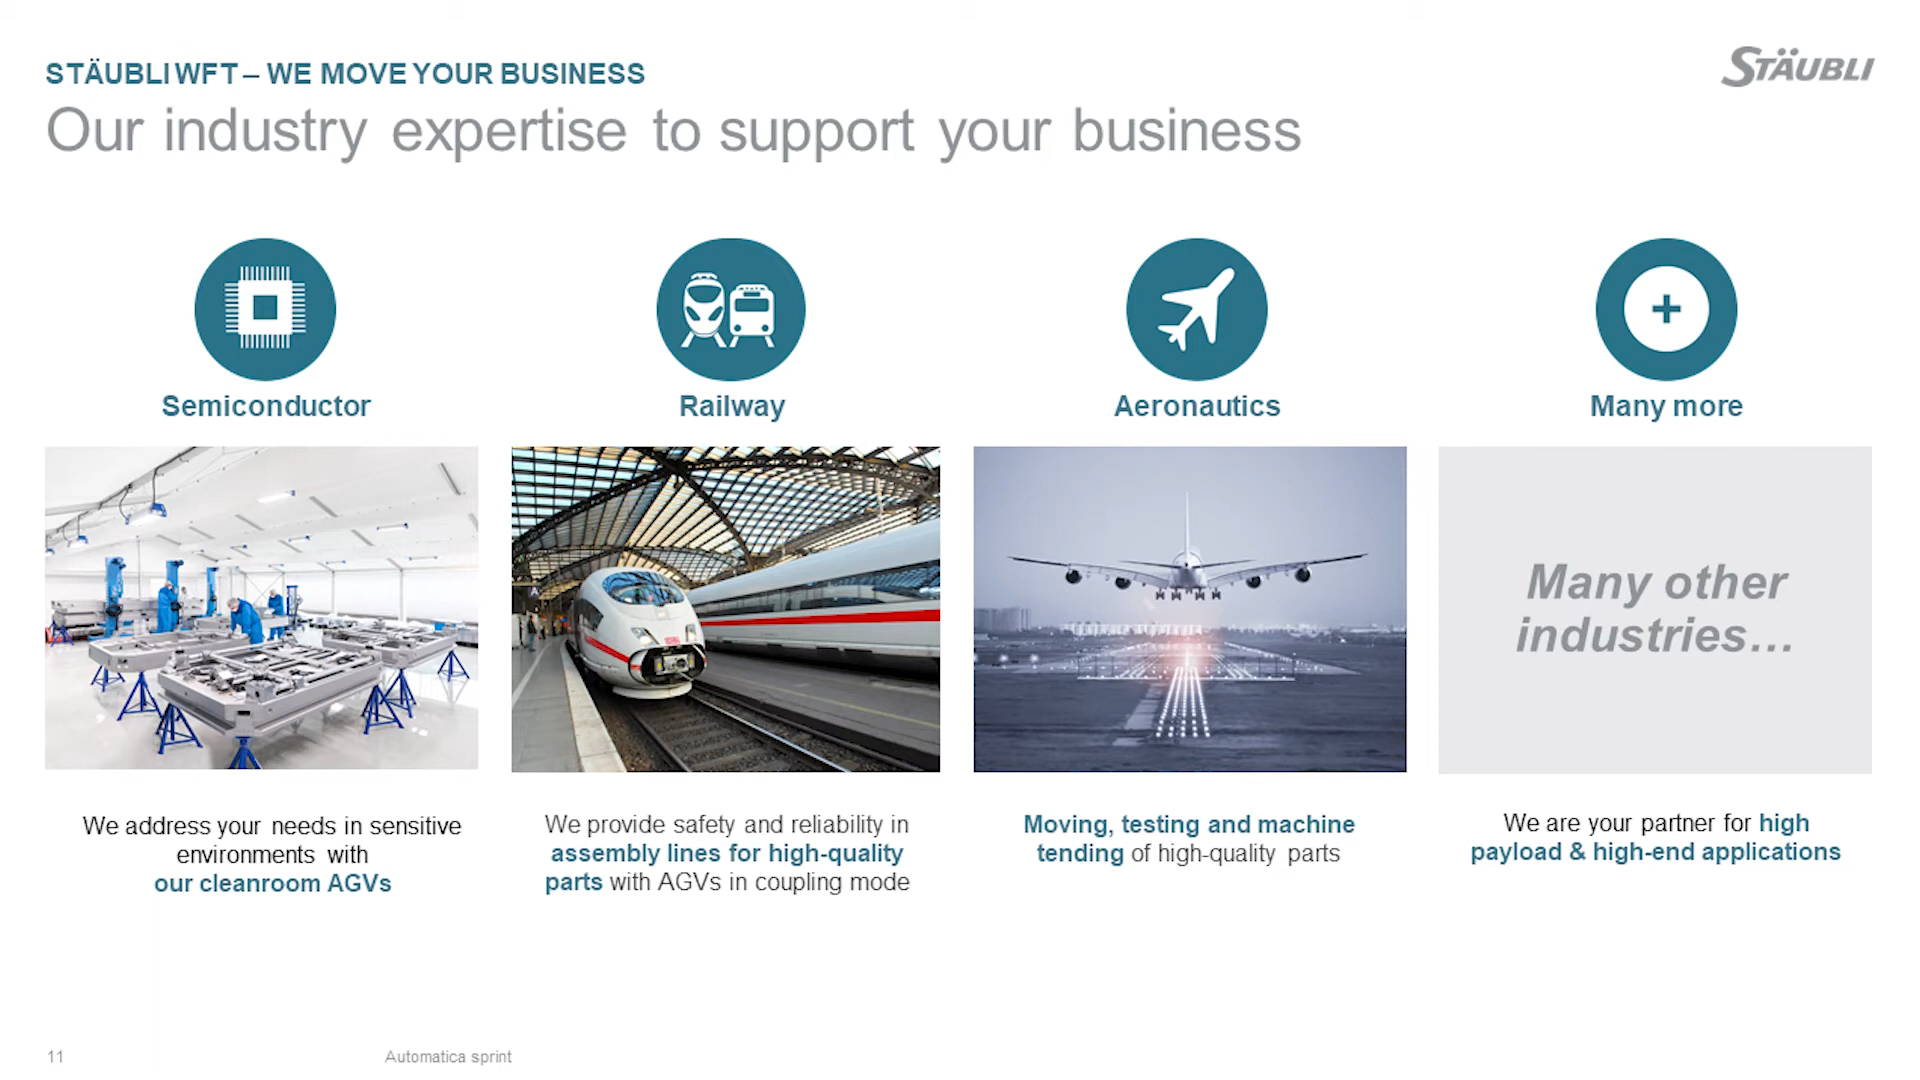 STÄUBLI WFT – WE MOVE YOUR BUSINESS
STÄUBLI
Our industry expertise to support your business
Semiconductor
Railway
Aeronautics
Many more
Many other
industries…
We address your needs in sensitive
environments with
our cleanroom AGVs
We provide safety and reliability in
assembly lines for high-quality
parts with AGVs in coupling mode
Moving, testing and machine
tending of high-quality parts
We are your partner for high
payload & high-end applications
11
Automatica sprint